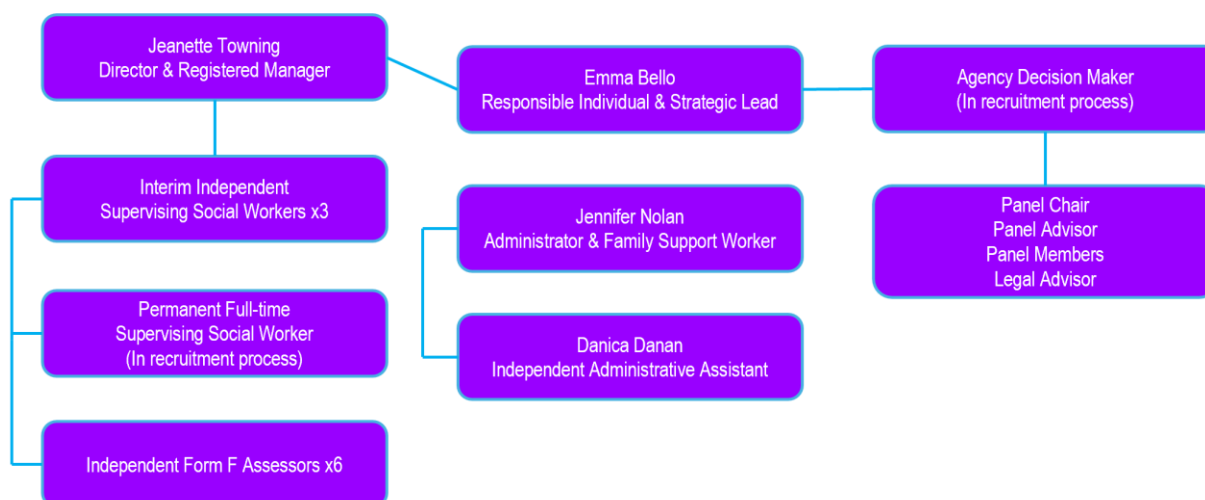 Jeanette Towning
Director & Registered Manager
Emma Bello
Responsible Individual & Strategic Lead
Agency Decision Maker
(In recruitment process)
Interim Independent
Supervising Social Workers x3
Jennifer Nolan
Administrator & Family Support Worker
Panel Chair
Panel Advisor
Panel Members
Legal Advisor
Permanent Full-time
Supervising Social Worker
(In recruitment process)
Danica Danan
Independent Administrative Assistant
Independent Form F Assessors x6